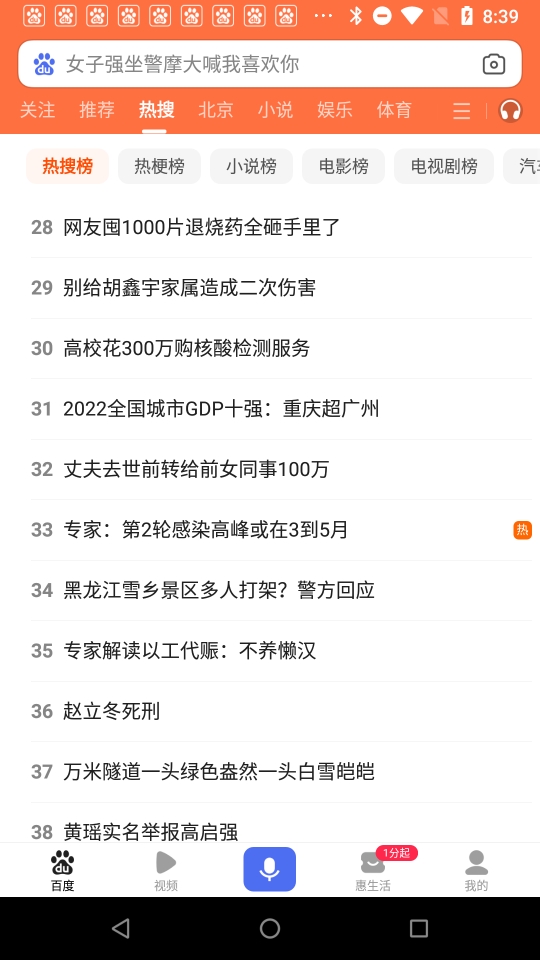 8:39
du 女子强坐警摩大喊我喜欢你
关注 推荐 热搜 北京 小说 娱乐 体育
热搜榜 热梗榜 小说榜 电影榜 电视剧榜
28 网友囤1000片退烧药全砸手里了
29 别给胡鑫宇家属造成二次伤害
30 高校花300万购核酸检测服务
31 2022全国城市GDP十强：重庆超广州
32 丈夫去世前转给前女同事100万
33 专家：第2轮感染高峰或在3到5月 热
34 黑龙江雪乡景区多人打架？警方回应
35 专家解读以工代赈：不养懒汉
36 赵立冬死刑
37 万米隧道一头绿色盎然一头白雪皑皑
38 黄瑶实名举报高启强
1分起
百度 视频 惠生活 我的